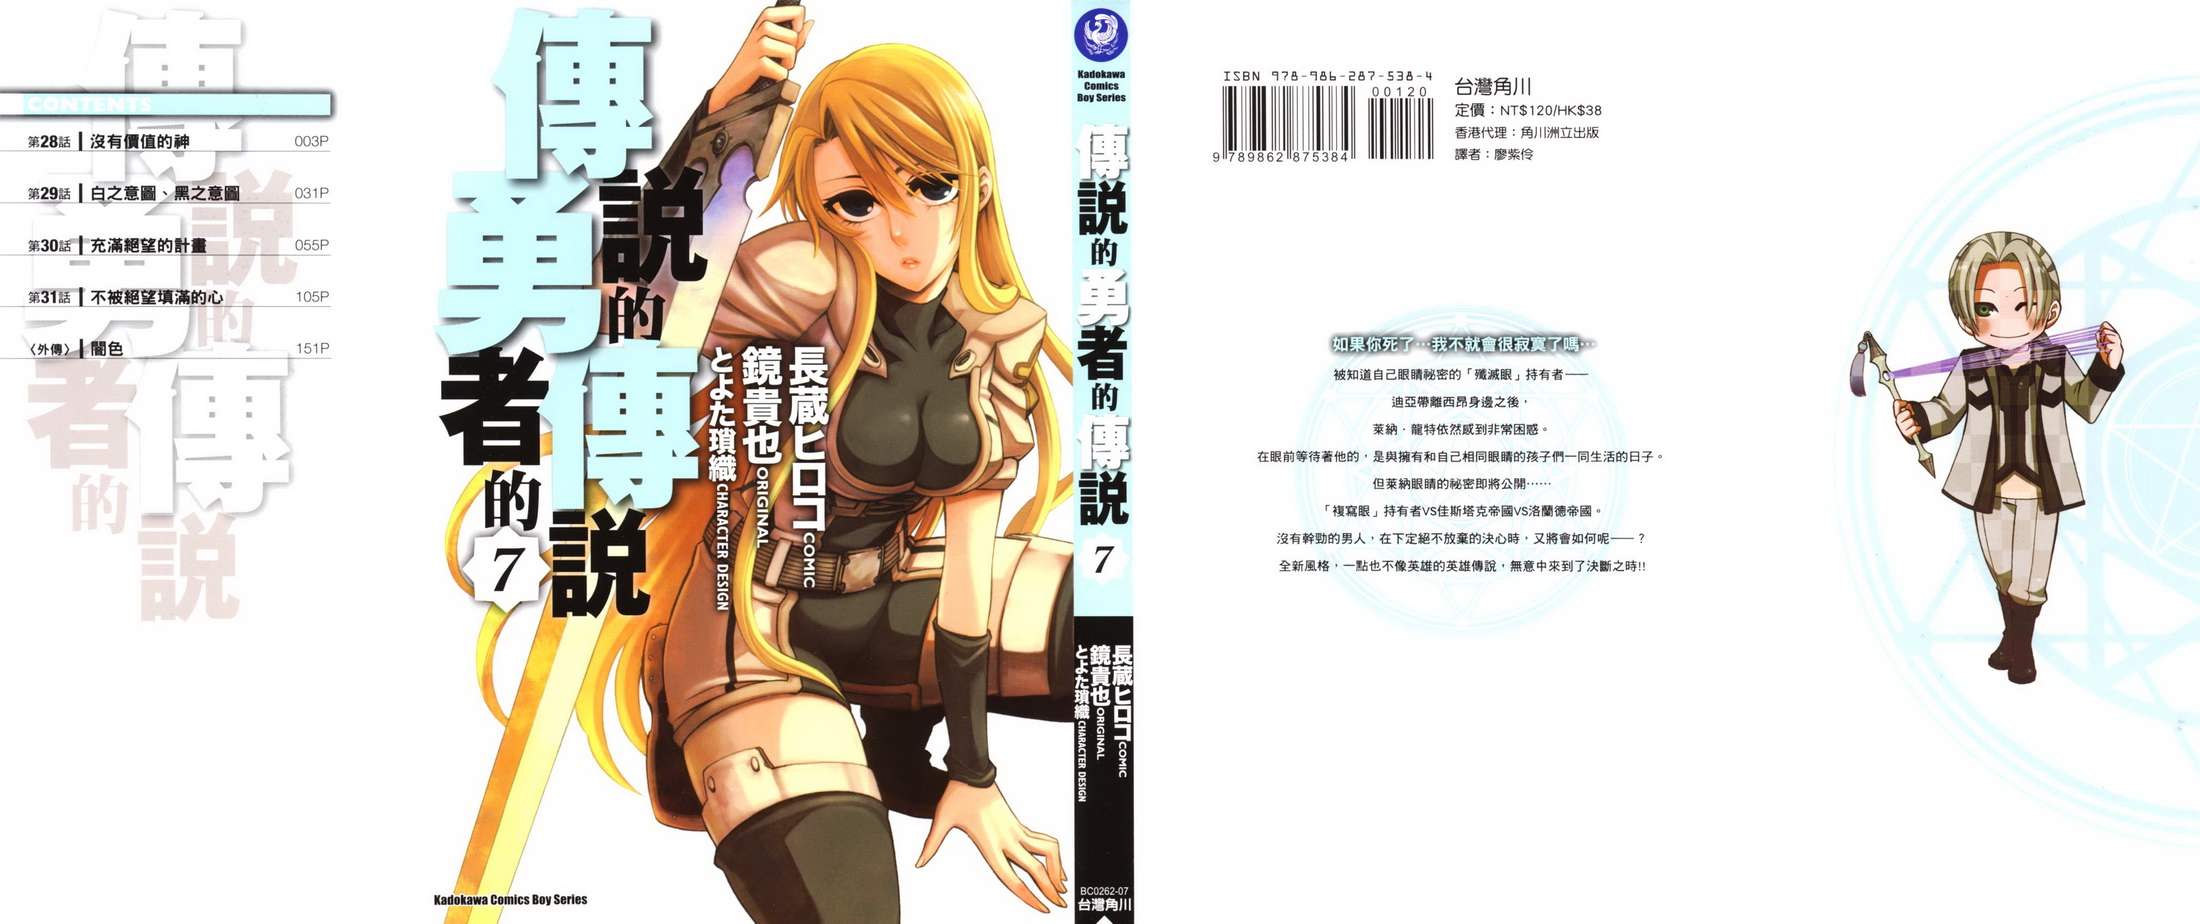 CONTENTS
第28話 沒有價值的神 003P
第29話 白之意圖、黑之意圖 031P
第30話 充滿絕望的計畫 055P
第31話 不被絕望填滿的心 105P
〈外傳〉 闇色 151P
傳說的勇者的傳說
傳說的
勇者的
傳說
7
長蔵ヒロコ COMIC
鏡貴也 ORIGINAL
とよた瑣織 CHARACTER DESIGN
Kadokawa Comics Boy Series
Kadokawa
Comics
Boy Series
傳說的勇者的傳說
7
長蔵ヒロコ COMIC
鏡貴也 ORIGINAL
とよた瑣織 CHARACTER DESIGN
BC0262-07
台灣角川
ISBN 978-986-287-538-4
00120
9 789862 875384
台灣角川
定價：NT$120/HK$38
香港代理：角川洲立出版
譯者：廖紫伶
如果你死了…我不就會很寂寞了嗎…
被知道自己眼睛祕密的「殲滅眼」持有者——
迪亞帶離西昂身邊之後，
萊納．龍特依然感到非常困惑。
在眼前等待著他的，是與擁有和自己相同眼睛的孩子們一同生活的日子。
但萊納眼睛的祕密即將公開……
「複寫眼」持有者VS佳斯塔克帝國VS洛蘭德帝國。
沒有幹勁的男人，在下定絕不放棄的決心時，又將會如何呢——？
全新風格，一點也不像英雄的英雄傳說，無意中來到了決斷之時!!